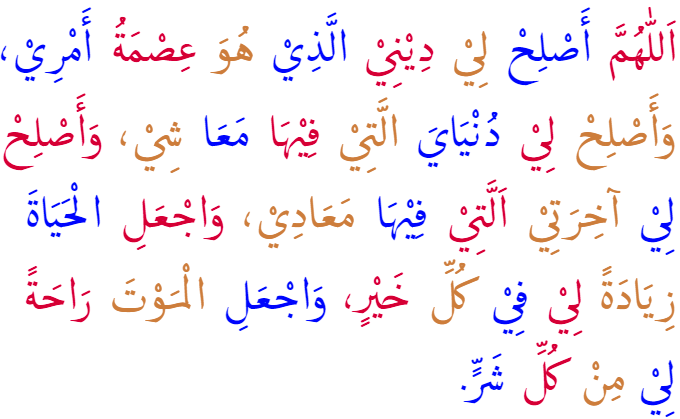 اَللّٰهُمَّ أَصْلِحْ لِيْ دِيْنِيْ الَّذِيْ هُوَ عِصْمَةُ أَمْرِيْ،
وَأَصْلِحْ لِيْ دُنْيَايَ الَّتِيْ فِيْهَا مَعَا شِيْ، وَأَصْلِحْ
لِيْ آخِرَتِيْ اَلَّتِيْ فِيْهَا مَعَادِيْ، وَاجْعَلِ الْحَيَاةَ
زِيَادَةً لِيْ فِيْ كُلِّ خَيْرٍ، وَاجْعَلِ الْمَوْتَ رَاحَةً
لِيْ مِنْ كُلِّ شَرٍّ.